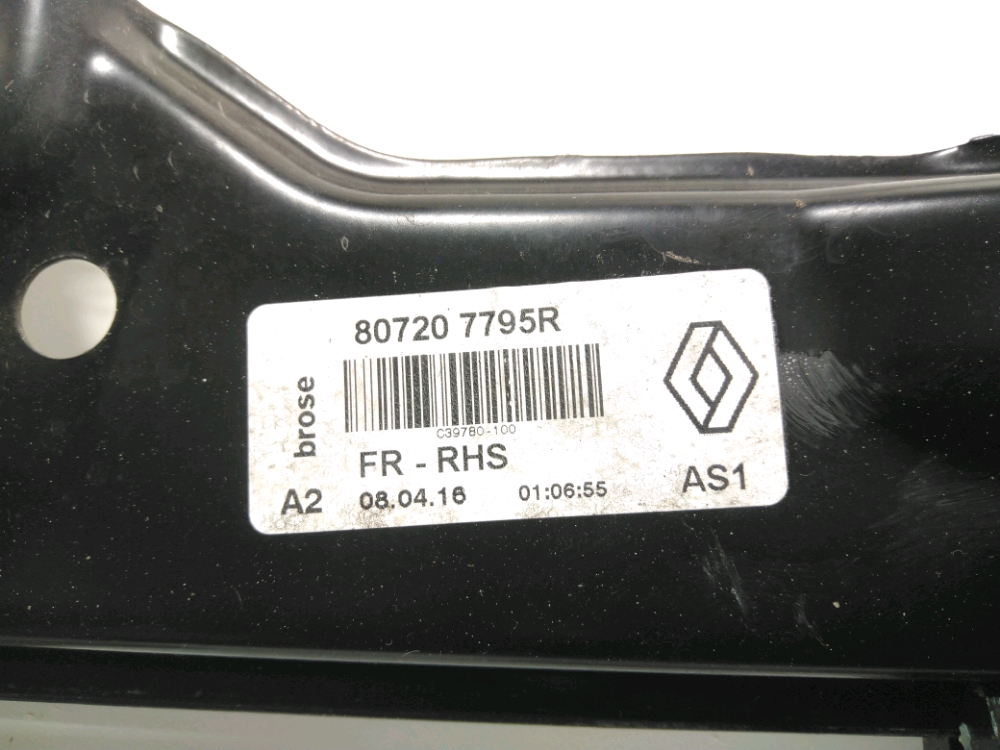 80720 7795R
brose
C39780-100
FR - RHS
A2
08.04.16
01:06:55
AS1